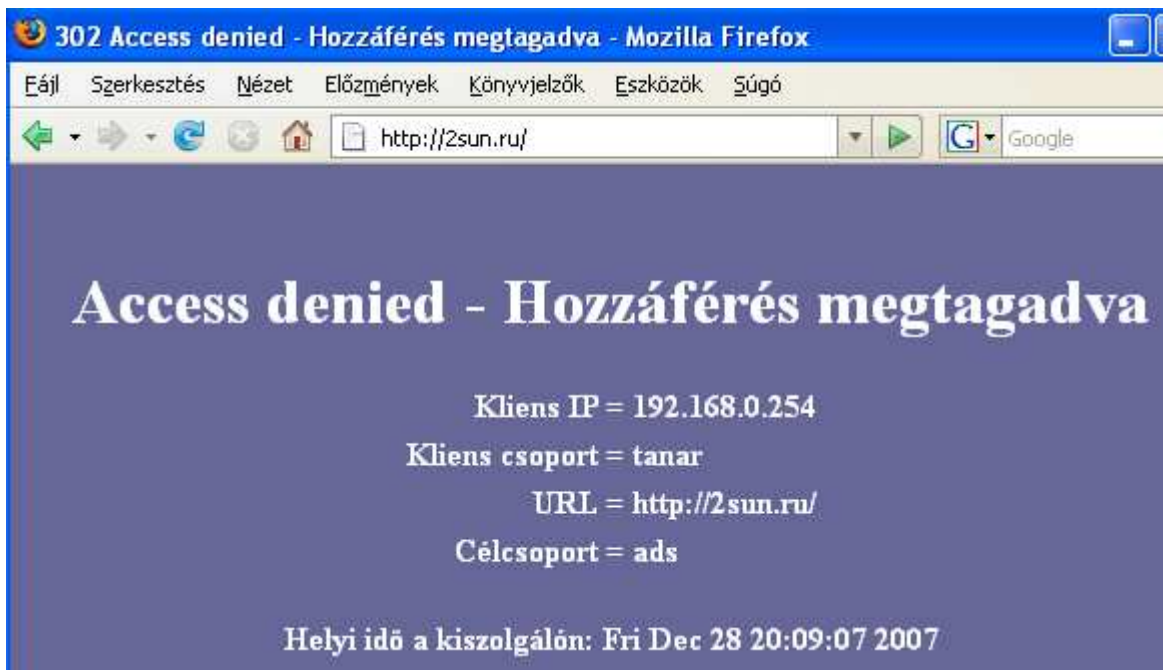 302 Access denied - Hozzáférés megtagadva - Mozilla Firefox
Fájl Szerkesztés Nézet Előzmények Könyvjelzők Eszközök Súgó
http://2sun.ru/ G Google
Access denied - Hozzáférés megtagadva
Kliens IP = 192.168.0.254
Kliens csoport = tanar
URL = http://2sun.ru/
Célcsoport = ads
Helyi idő a kiszolgálón: Fri Dec 28 20:09:07 2007